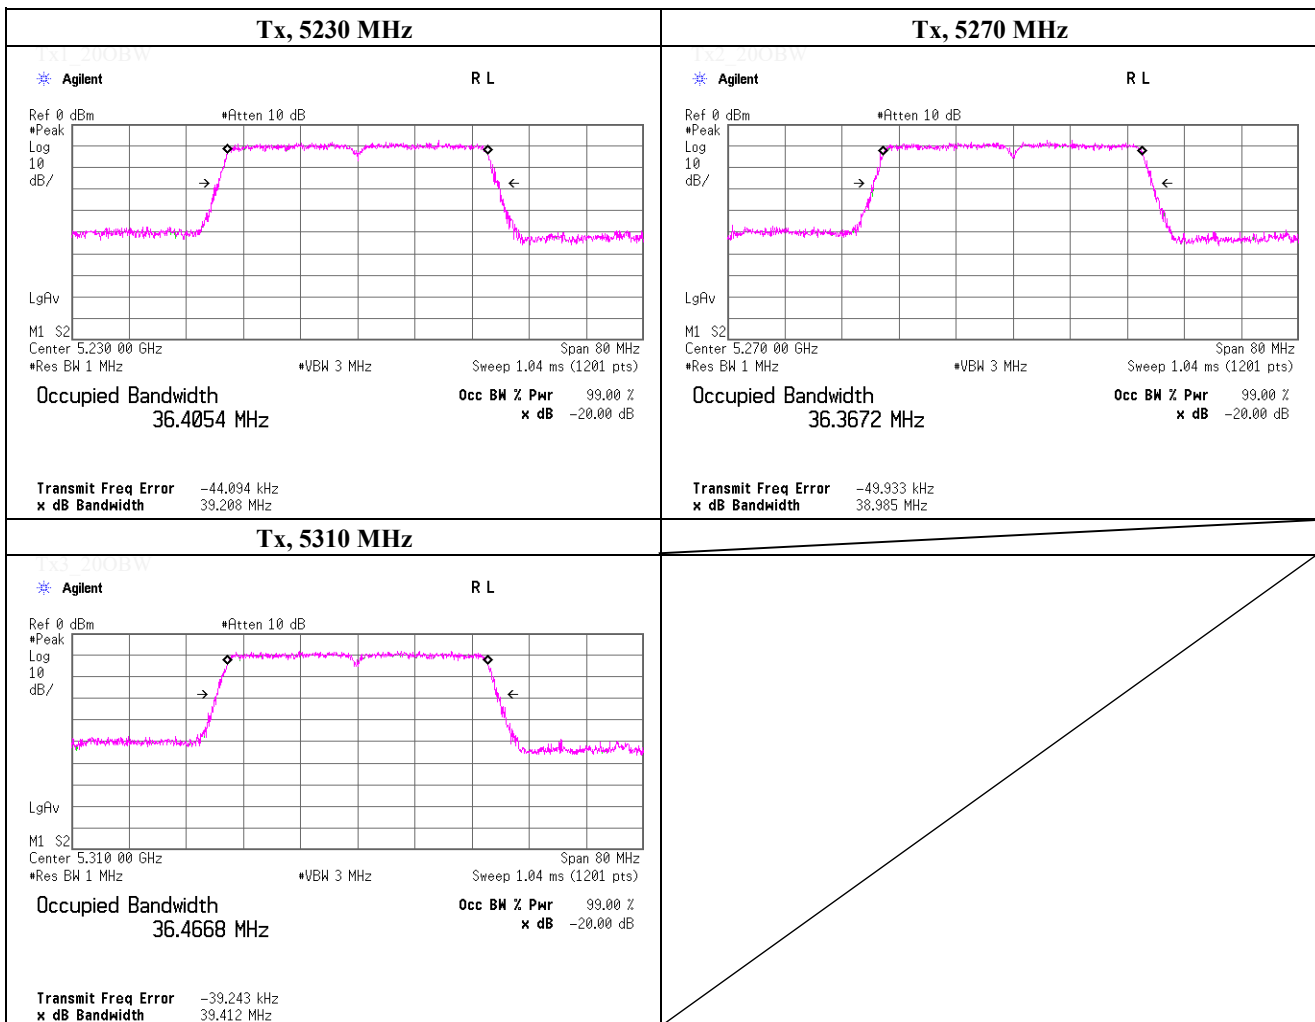 Tx, 5230 MHz
Tx, 5270 MHz
Tx1_20OBW
Agilent
R L
Ref 0 dBm
#Atten 10 dB
#Peak
Log
10
dB/
LgAv
M1 S2
Center 5.230 00 GHz
Span 80 MHz
#Res BW 1 MHz
#VBW 3 MHz
Sweep 1.04 ms (1201 pts)
Occupied Bandwidth
36.4054 MHz
Occ BW % Pwr 99.00 %
x dB -20.00 dB
Transmit Freq Error -44.094 kHz
x dB Bandwidth 39.208 MHz
Tx2_20OBW
Agilent
R L
Ref 0 dBm
#Atten 10 dB
#Peak
Log
10
dB/
LgAv
M1 S2
Center 5.270 00 GHz
Span 80 MHz
#Res BW 1 MHz
#VBW 3 MHz
Sweep 1.04 ms (1201 pts)
Occupied Bandwidth
36.3672 MHz
Occ BW % Pwr 99.00 %
x dB -20.00 dB
Transmit Freq Error -49.933 kHz
x dB Bandwidth 38.985 MHz
Tx, 5310 MHz
Tx3_20OBW
Agilent
R L
Ref 0 dBm
#Atten 10 dB
#Peak
Log
10
dB/
LgAv
M1 S2
Center 5.310 00 GHz
Span 80 MHz
#Res BW 1 MHz
#VBW 3 MHz
Sweep 1.04 ms (1201 pts)
Occupied Bandwidth
36.4668 MHz
Occ BW % Pwr 99.00 %
x dB -20.00 dB
Transmit Freq Error -39.243 kHz
x dB Bandwidth 39.412 MHz